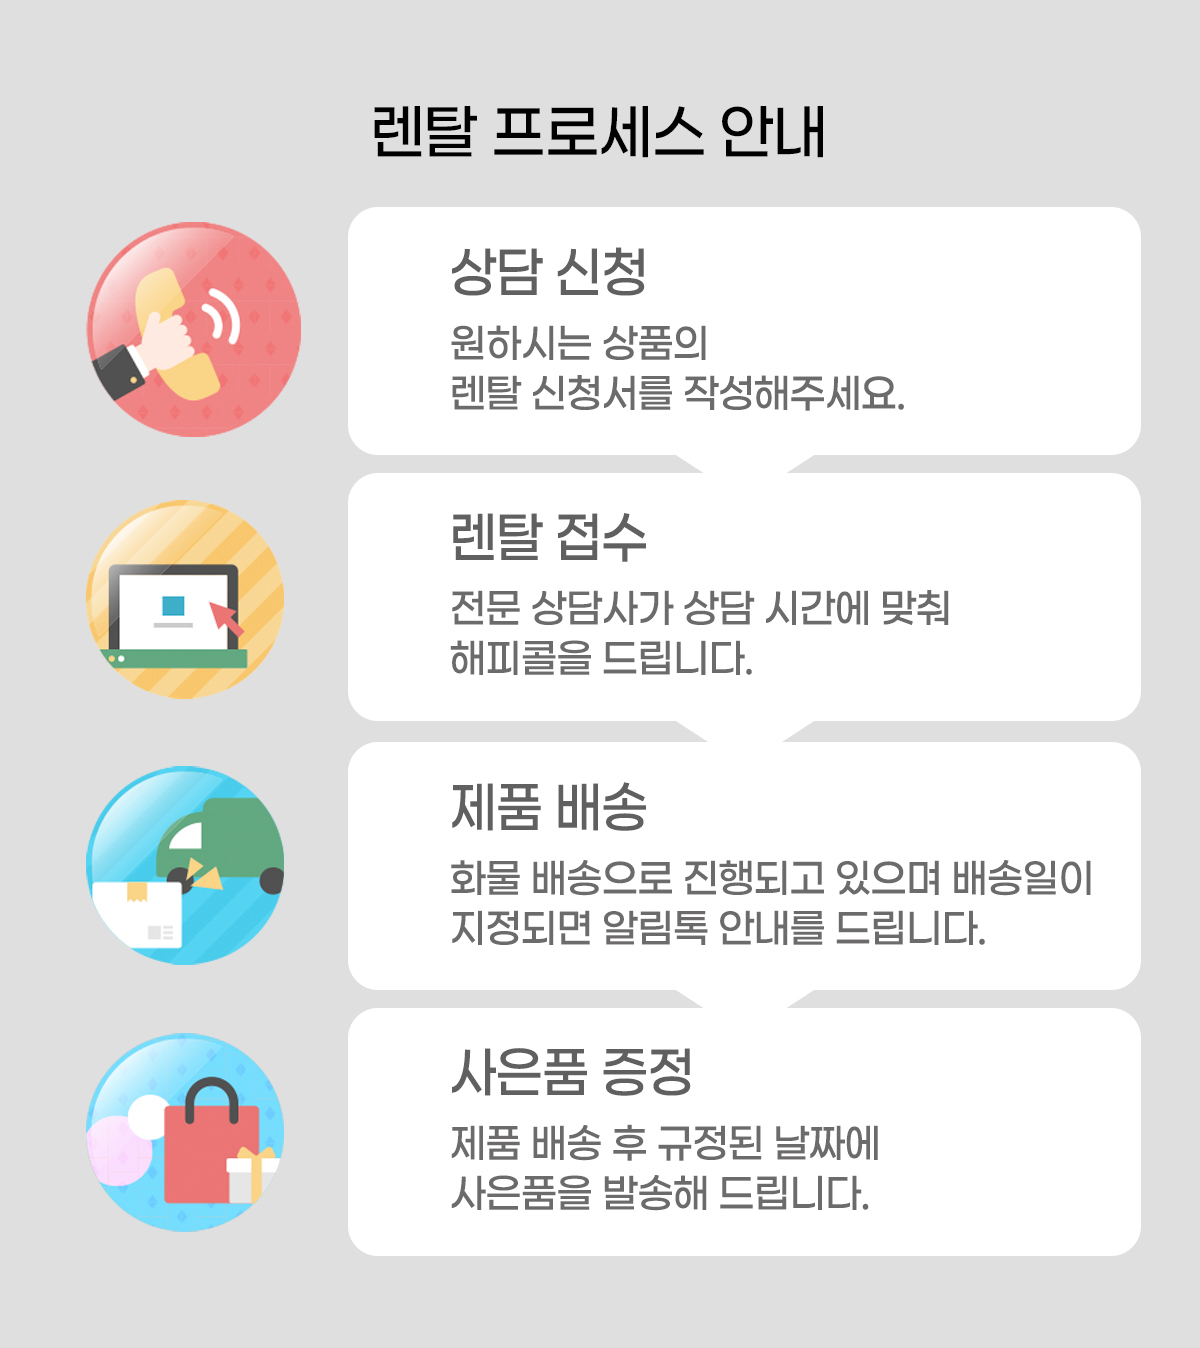 렌탈 프로세스 안내
상담 신청
원하시는 상품의
렌탈 신청서를 작성해주세요.
렌탈 접수
전문 상담사가 상담 시간에 맞춰
해피콜을 드립니다.
제품 배송
화물 배송으로 진행되고 있으며 배송일이
지정되면 알림톡 안내를 드립니다.
사은품 증정
제품 배송 후 규정된 날짜에
사은품을 발송해 드립니다.